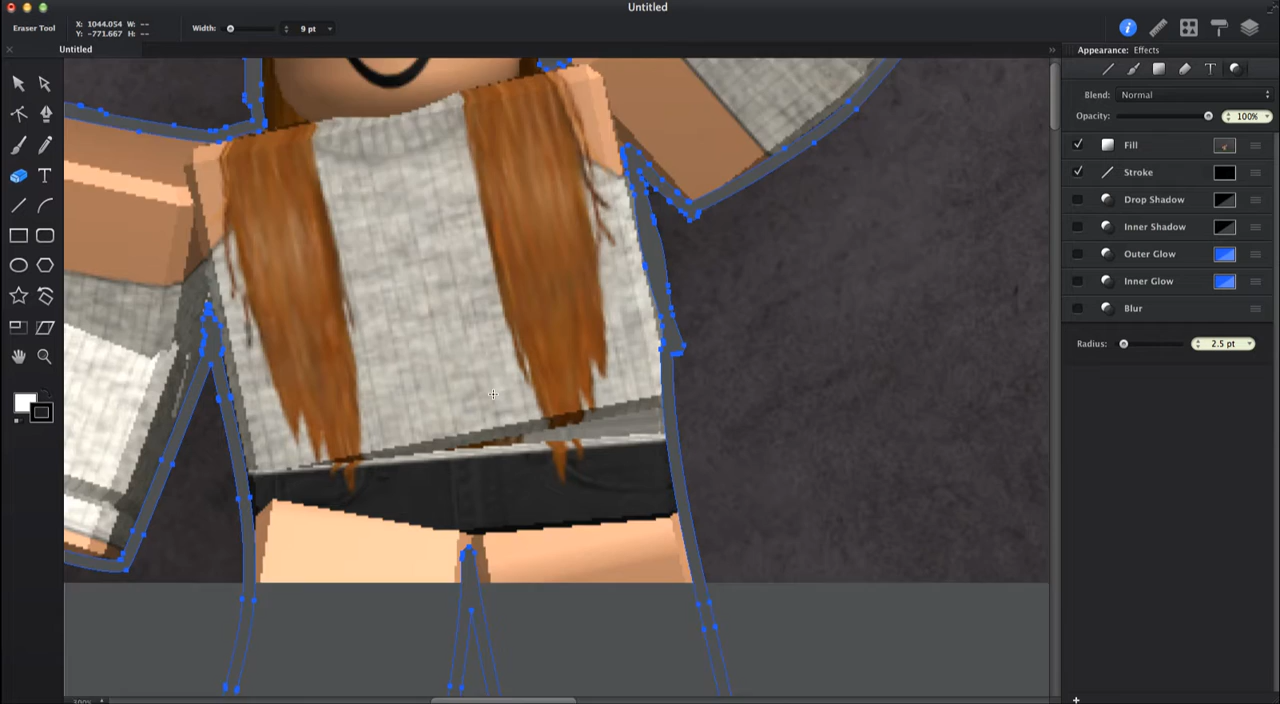 Untitled
Eraser Tool
X: 1044.054 W: --
Y: -771.667 H: --
Width:
9 pt
Untitled
Appearance: Effects
Blend: Normal
Opacity: 100%
Fill
Stroke
Drop Shadow
Inner Shadow
Outer Glow
Inner Glow
Blur
Radius: 2.5 pt
300%